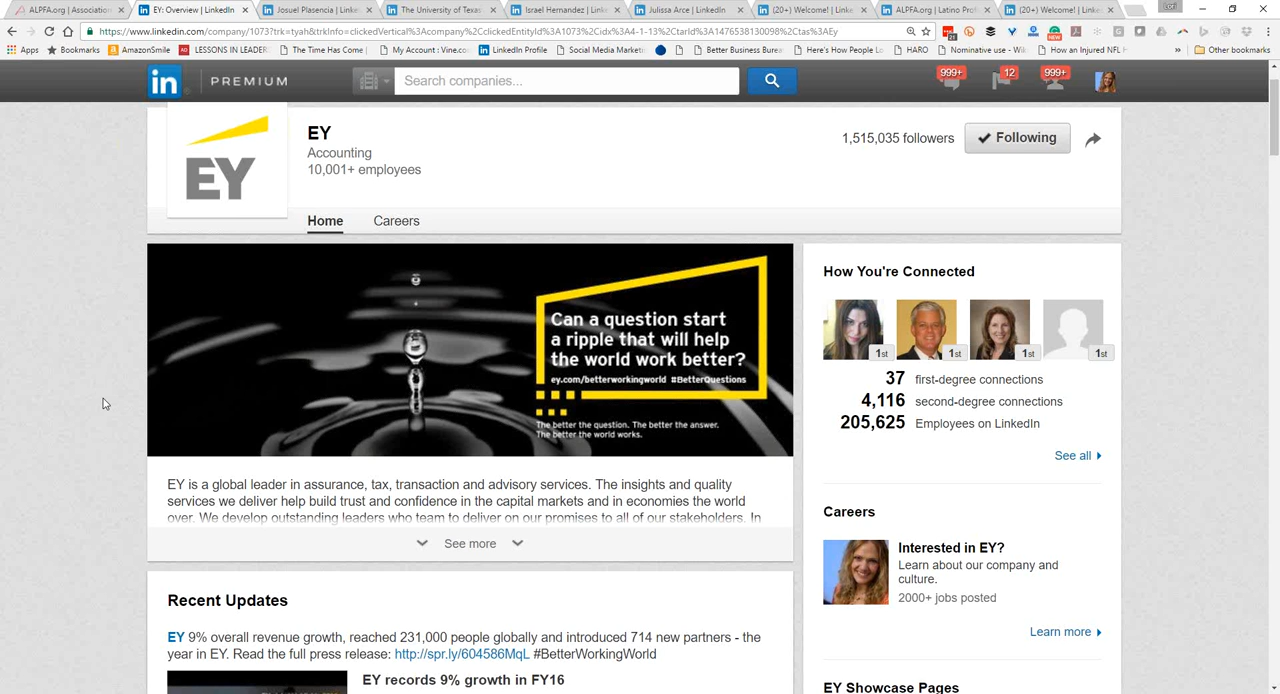 ALPFA.org | Association
EY: Overview | LinkedIn
Josuel Plasencia | Linke
The University of Texas
Israel Hernandez | Link
Julissa Arce | LinkedIn
(20+) Welcome! | Linke
ALPFA.org | Latino Prof
(20+) Welcome! | Linke
Lori
Apps
Bookmarks
AmazonSmile
LESSONS IN LEADER
The Time Has Come
My Account : Vine.co
LinkedIn Profile
Social Media Market
Better Business Burea
Here's How People Lo
HARO
Nominative use - Wik
How an Injured NFL
Other bookmarks
in PREMIUM
Search companies...
999+
12
999+
EY
EY
Accounting
10,001+ employees
1,515,035 followers
Following
Home
Careers
Can a question start
a ripple that will help
the world work better?
ey.com/betterworkingworld #BetterQuestions
The better the question. The better the answer.
The better the world works.
How You're Connected
1st
1st
1st
1st
37 first-degree connections
4,116 second-degree connections
205,625 Employees on LinkedIn
See all
EY is a global leader in assurance, tax, transaction and advisory services. The insights and quality
services we deliver help build trust and confidence in the capital markets and in economies the world
over. We develop outstanding leaders who team to deliver on our promises to all of our stakeholders. In
See more
Careers
Interested in EY?
Learn about our company and
culture.
2000+ jobs posted
Learn more
EY Showcase Pages
Recent Updates
EY 9% overall revenue growth, reached 231,000 people globally and introduced 714 new partners - the
year in EY. Read the full press release: http://spr.ly/604586MqL #BetterWorkingWorld
EY records 9% growth in FY16